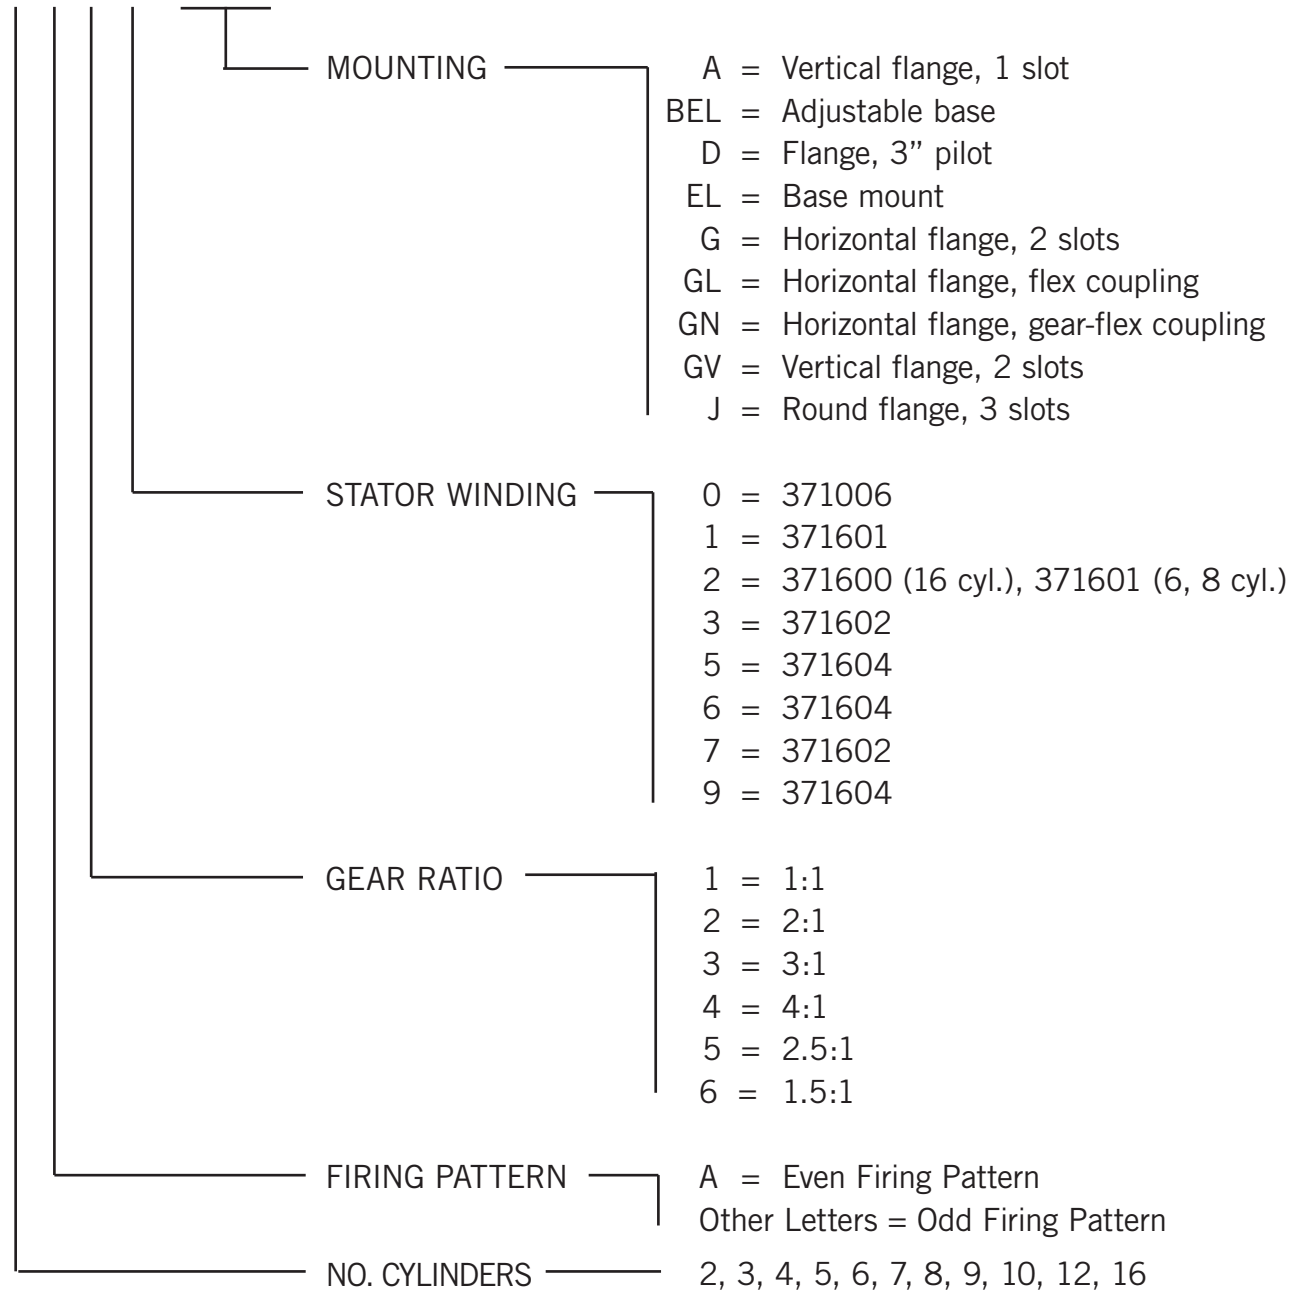 MOUNTING A = Vertical flange, 1 slot
BEL = Adjustable base
D = Flange, 3” pilot
EL = Base mount
G = Horizontal flange, 2 slots
GL = Horizontal flange, flex coupling
GN = Horizontal flange, gear-flex coupling
GV = Vertical flange, 2 slots
J = Round flange, 3 slots
STATOR WINDING 0 = 371006
1 = 371601
2 = 371600 (16 cyl.), 371601 (6, 8 cyl.)
3 = 371602
5 = 371604
6 = 371604
7 = 371602
9 = 371604
GEAR RATIO 1 = 1:1
2 = 2:1
3 = 3:1
4 = 4:1
5 = 2.5:1
6 = 1.5:1
FIRING PATTERN A = Even Firing Pattern
Other Letters = Odd Firing Pattern
NO. CYLINDERS 2, 3, 4, 5, 6, 7, 8, 9, 10, 12, 16